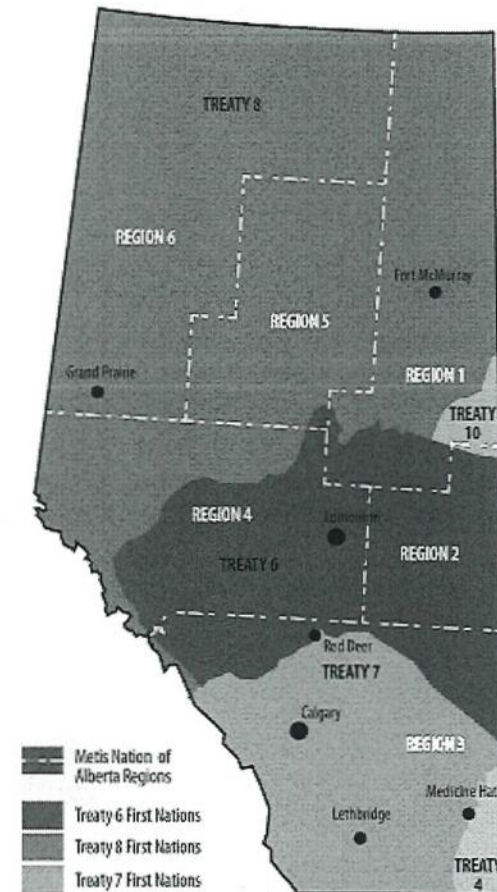 TREATY 8
REGION 6
Fort McMurray
REGION 5
Grand Prairie
REGION 1
TREATY
10
REGION 4
Edmonton
REGION 2
TREATY 6
Red Deer
TREATY 7
Calgary
REGION 3
Metis Nation of
Alberta Regions
Medicine Hat
Treaty 6 First Nations
Lethbridge
Treaty 8 First Nations
TREATY
4
Treaty 7 First Nations